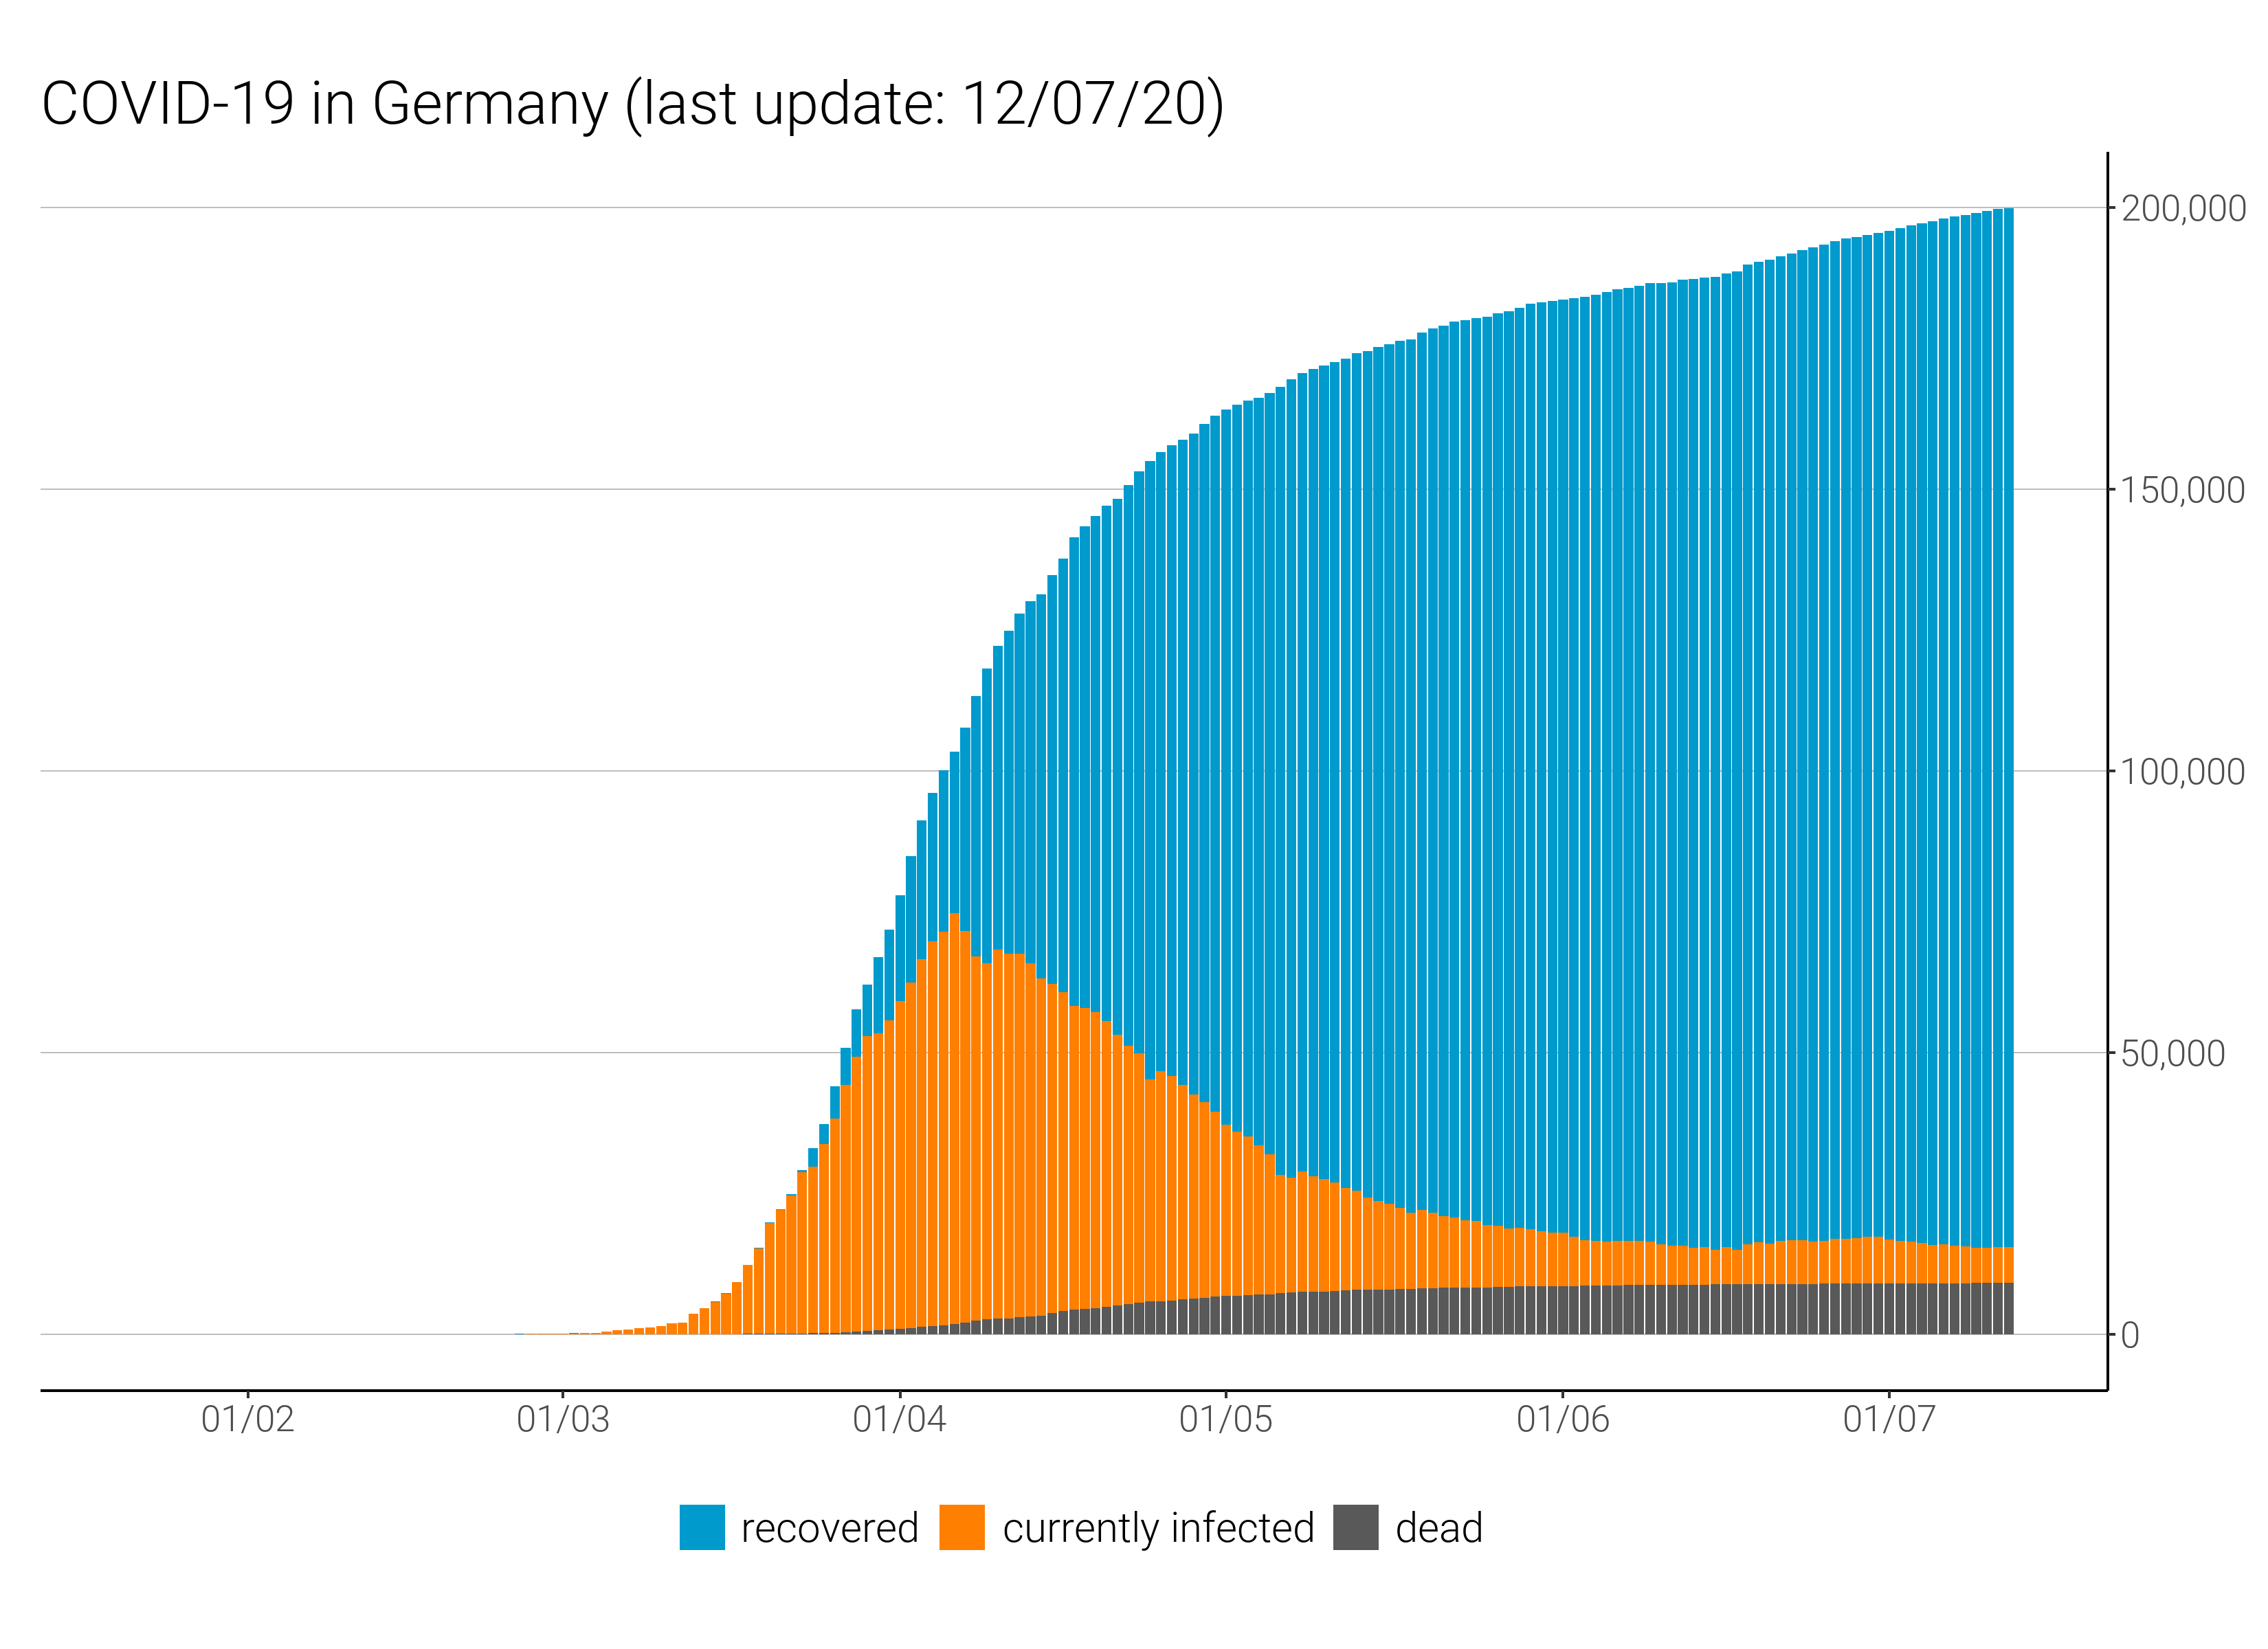 COVID-19 in Germany (last update: 12/07/20)
200,000
150,000
100,000
50,000
0
01/02 01/03 01/04 01/05 01/06 01/07
recovered currently infected dead